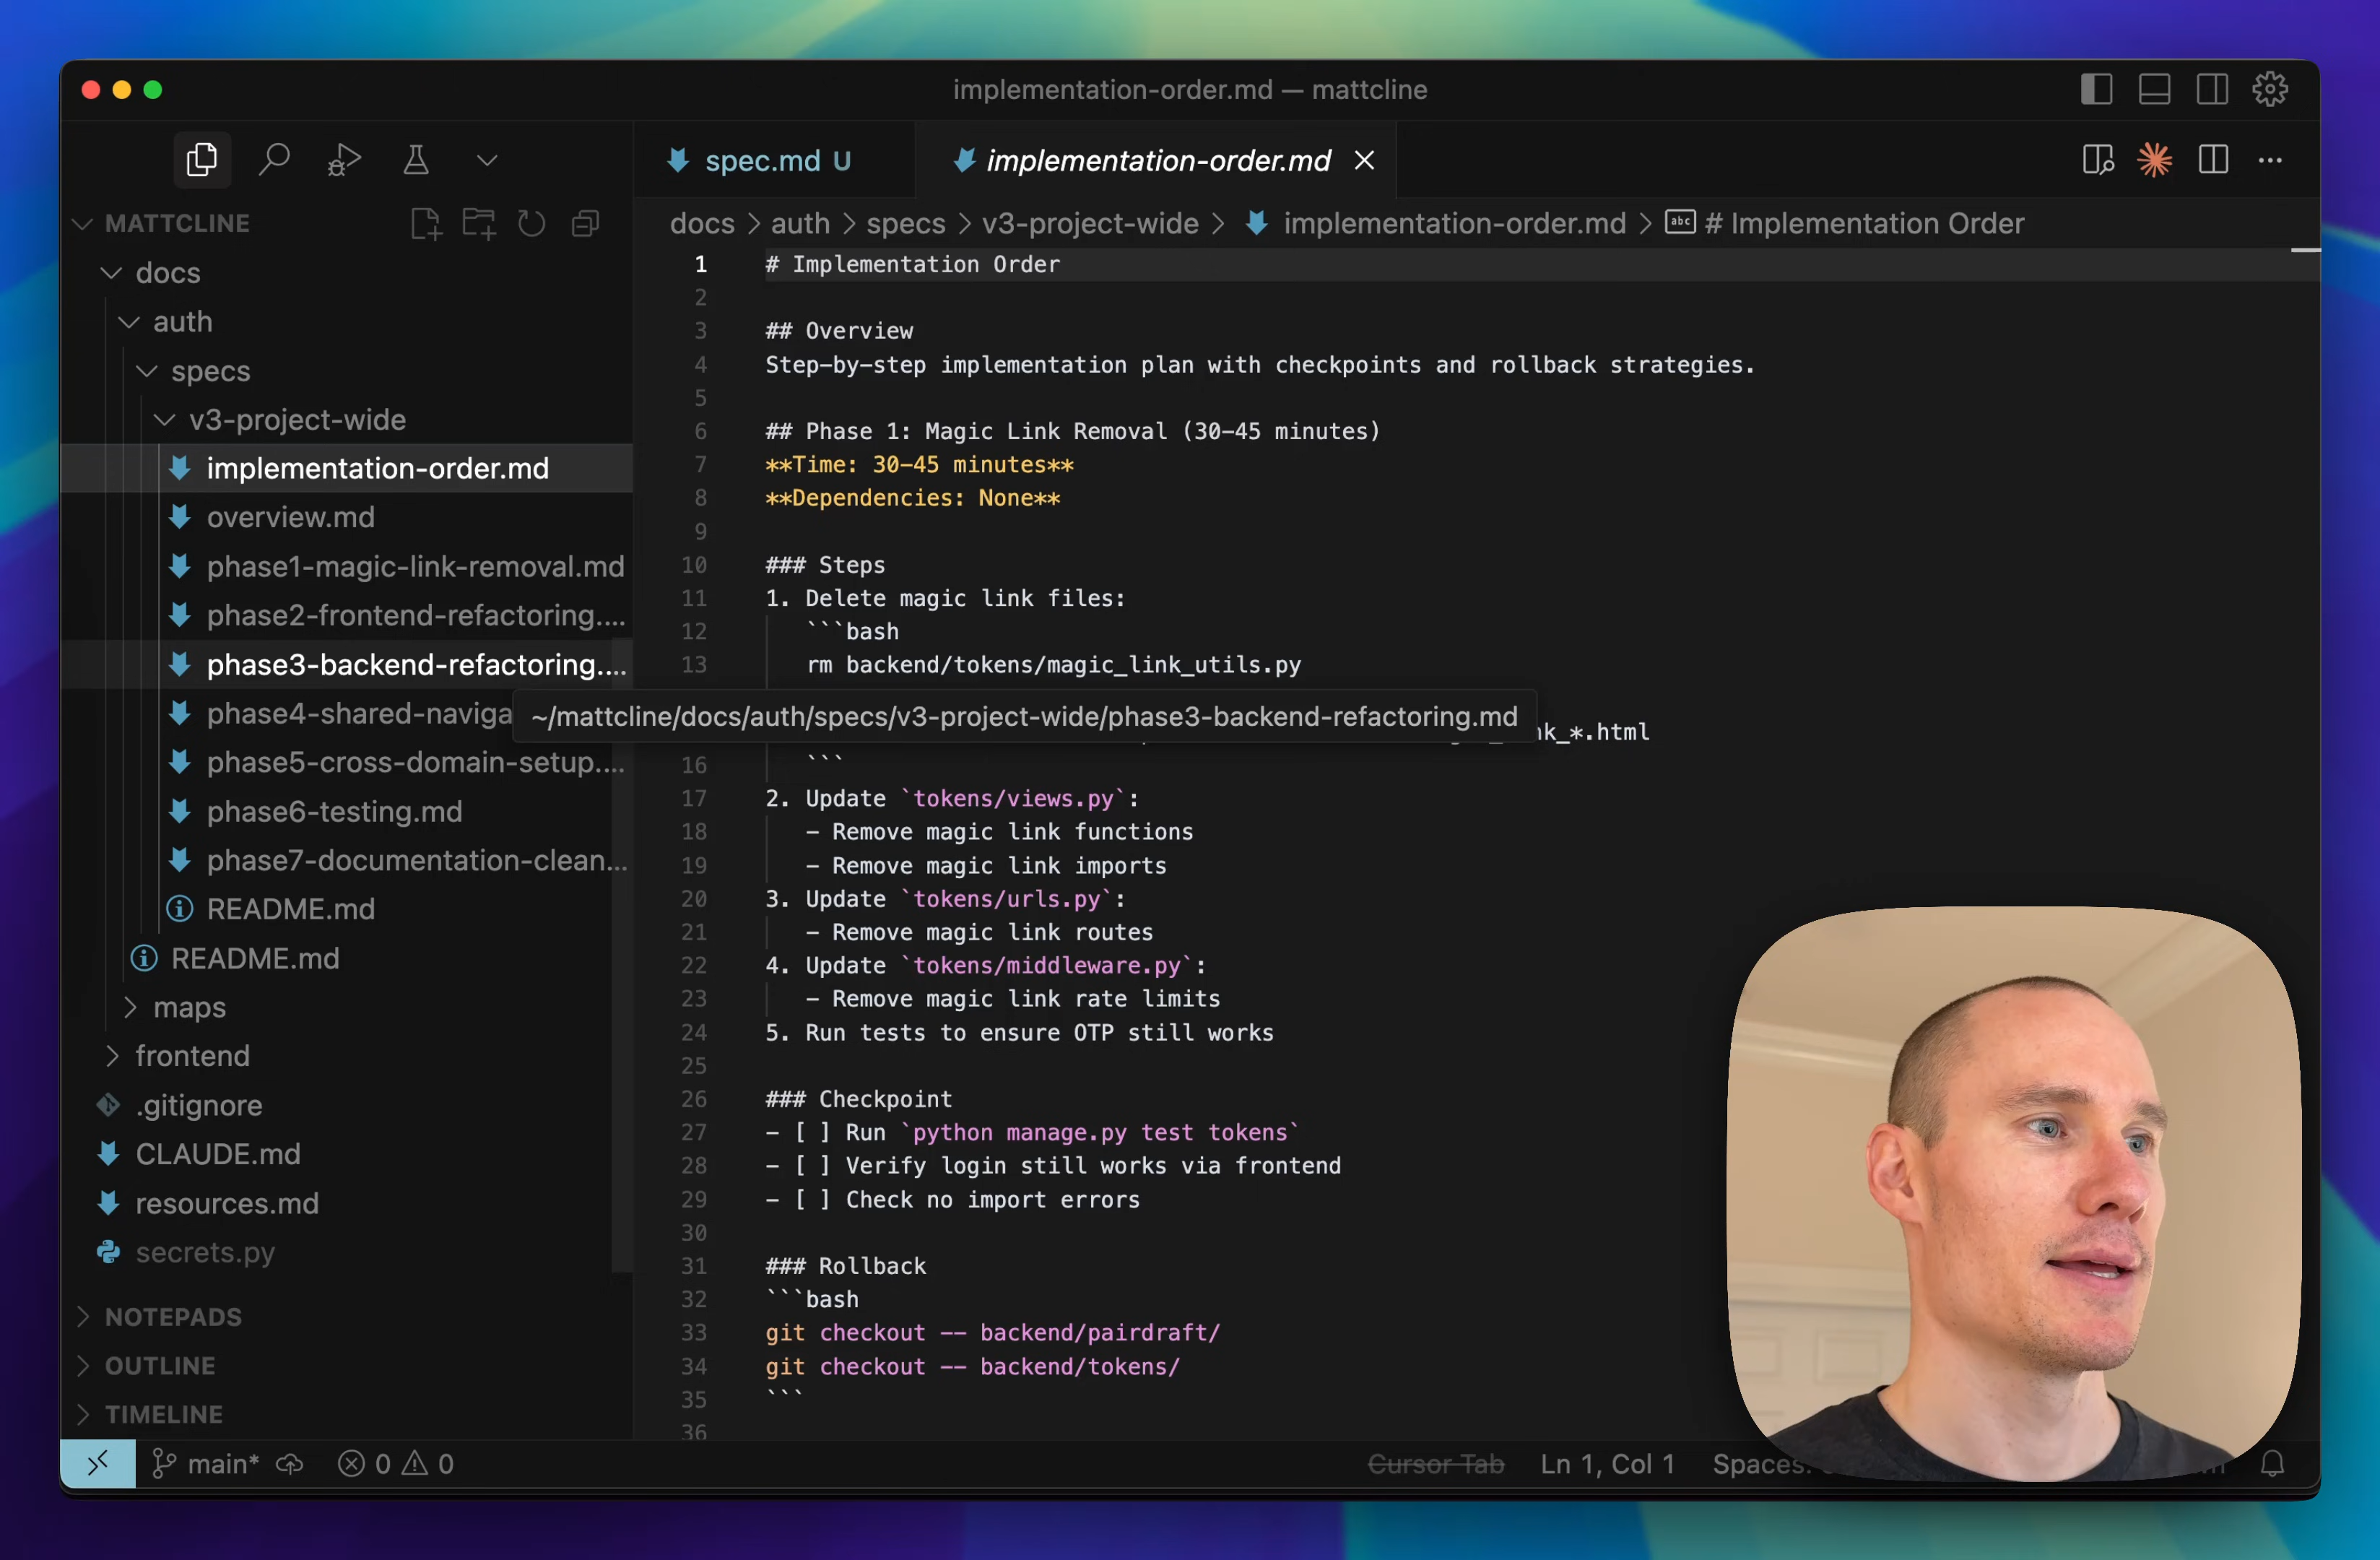 implementation-order.md — mattcline
spec.md U
implementation-order.md
MATTCLINE
docs
auth
specs
v3-project-wide
implementation-order.md
overview.md
phase1-magic-link-removal.md
phase2-frontend-refactoring....
phase3-backend-refactoring....
phase4-shared-naviga
phase5-cross-domain-setup....
phase6-testing.md
phase7-documentation-clean...
README.md
README.md
maps
frontend
.gitignore
CLAUDE.md
resources.md
secrets.py
NOTEPADS
OUTLINE
TIMELINE
docs > auth > specs > v3-project-wide > implementation-order.md > abc # Implementation Order
1 # Implementation Order
2
3 ## Overview
4 Step-by-step implementation plan with checkpoints and rollback strategies.
5
6 ## Phase 1: Magic Link Removal (30-45 minutes)
7 **Time: 30-45 minutes**
8 **Dependencies: None**
9
10 ### Steps
11 1. Delete magic link files:
12 ```bash
13 rm backend/tokens/magic_link_utils.py
~/mattcline/docs/auth/specs/v3-project-wide/phase3-backend-refactoring.md
nk_*.html
16 ```
17 2. Update `tokens/views.py`:
18 - Remove magic link functions
19 - Remove magic link imports
20 3. Update `tokens/urls.py`:
21 - Remove magic link routes
22 4. Update `tokens/middleware.py`:
23 - Remove magic link rate limits
24 5. Run tests to ensure OTP still works
25
26 ### Checkpoint
27 - [ ] Run `python manage.py test tokens`
28 - [ ] Verify login still works via frontend
29 - [ ] Check no import errors
30
31 ### Rollback
32 ```bash
33 git checkout -- backend/pairdraft/
34 git checkout -- backend/tokens/
35 ```
36
main* 0 0
Cursor Tab Ln 1, Col 1 Spaces: